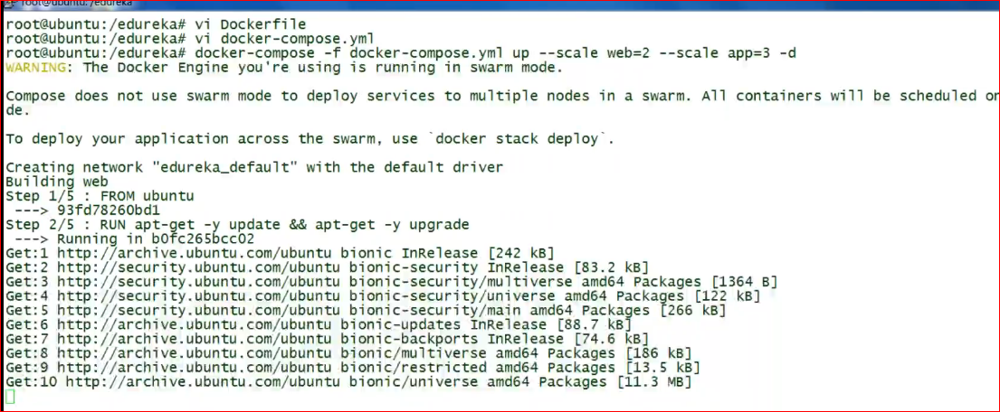 root@ubuntu: /edureka
root@ubuntu:/edureka# vi Dockerfile
root@ubuntu:/edureka# vi docker-compose.yml
root@ubuntu:/edureka# docker-compose -f docker-compose.yml up --scale web=2 --scale app=3 -d
WARNING: The Docker Engine you're using is running in swarm mode.
Compose does not use swarm mode to deploy services to multiple nodes in a swarm. All containers will be scheduled on
de.
To deploy your application across the swarm, use `docker stack deploy`.
Creating network "edureka_default" with the default driver
Building web
Step 1/5 : FROM ubuntu
---> 93fd78260bd1
Step 2/5 : RUN apt-get -y update && apt-get -y upgrade
---> Running in b0fc265bcc02
Get:1 http://archive.ubuntu.com/ubuntu bionic InRelease [242 kB]
Get:2 http://security.ubuntu.com/ubuntu bionic-security InRelease [83.2 kB]
Get:3 http://security.ubuntu.com/ubuntu bionic-security/multiverse amd64 Packages [1364 B]
Get:4 http://security.ubuntu.com/ubuntu bionic-security/universe amd64 Packages [122 kB]
Get:5 http://security.ubuntu.com/ubuntu bionic-security/main amd64 Packages [266 kB]
Get:6 http://archive.ubuntu.com/ubuntu bionic-updates InRelease [88.7 kB]
Get:7 http://archive.ubuntu.com/ubuntu bionic-backports InRelease [74.6 kB]
Get:8 http://archive.ubuntu.com/ubuntu bionic/multiverse amd64 Packages [186 kB]
Get:9 http://archive.ubuntu.com/ubuntu bionic/restricted amd64 Packages [13.5 kB]
Get:10 http://archive.ubuntu.com/ubuntu bionic/universe amd64 Packages [11.3 MB]